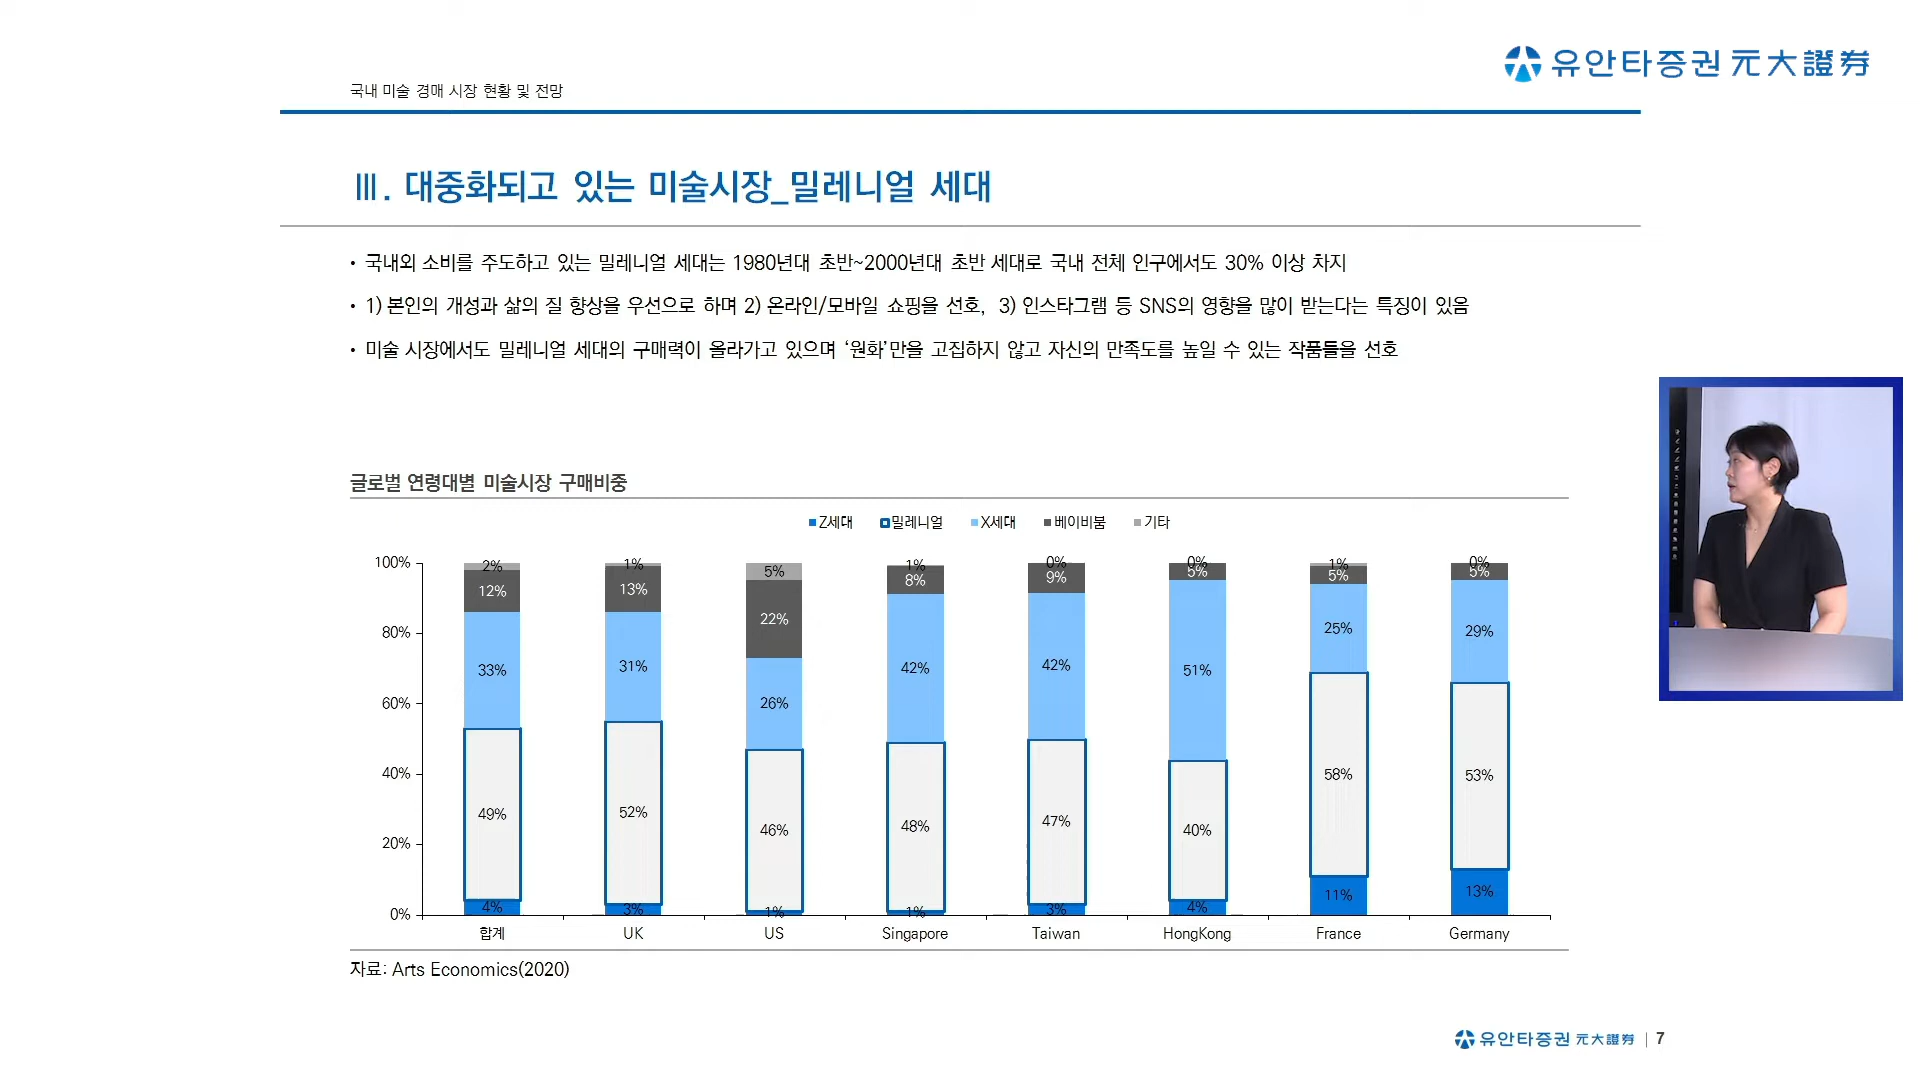 유안타증권 元大證券
국내 미술 경매 시장 현황 및 전망
Ⅲ. 대중화되고 있는 미술시장_밀레니얼 세대
• 국내외 소비를 주도하고 있는 밀레니얼 세대는 1980년대 초반~2000년대 초반 세대로 국내 전체 인구에서도 30% 이상 차지
• 1) 본인의 개성과 삶의 질 향상을 우선으로 하며 2) 온라인/모바일 쇼핑을 선호, 3) 인스타그램 등 SNS의 영향을 많이 받는다는 특징이 있음
• 미술 시장에서도 밀레니얼 세대의 구매력이 올라가고 있으며 ‘원화’만을 고집하지 않고 자신의 만족도를 높일 수 있는 작품들을 선호
글로벌 연령대별 미술시장 구매비중
Z세대 밀레니얼 X세대 베이비붐 기타
100% 2% 1% 5% 1% 0% 0% 1% 0%
12% 13% 22% 8% 9% 5% 5% 5%
80%
33% 31% 26% 42% 42% 51% 25% 29%
60%
40%
49% 52% 46% 48% 47% 40% 58% 53%
20%
4% 3% 1% 1% 3% 4% 11% 13%
0%
합계 UK US Singapore Taiwan HongKong France Germany
자료: Arts Economics(2020)
유안타증권 元大證券 | 7